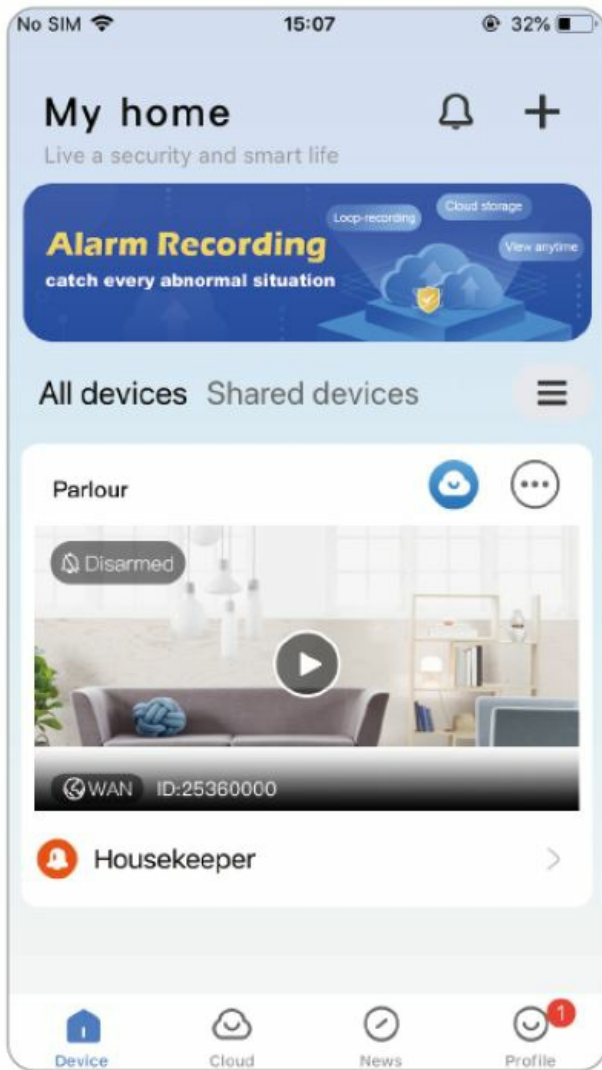 No SIM 15:07 32%
My home
Live a security and smart life
Loop-recording
Cloud storage
View anytime
Alarm Recording
catch every abnormal situation
All devices Shared devices
Parlour
Disarmed
WAN ID:25360000
Housekeeper
1
Device Cloud News Profile